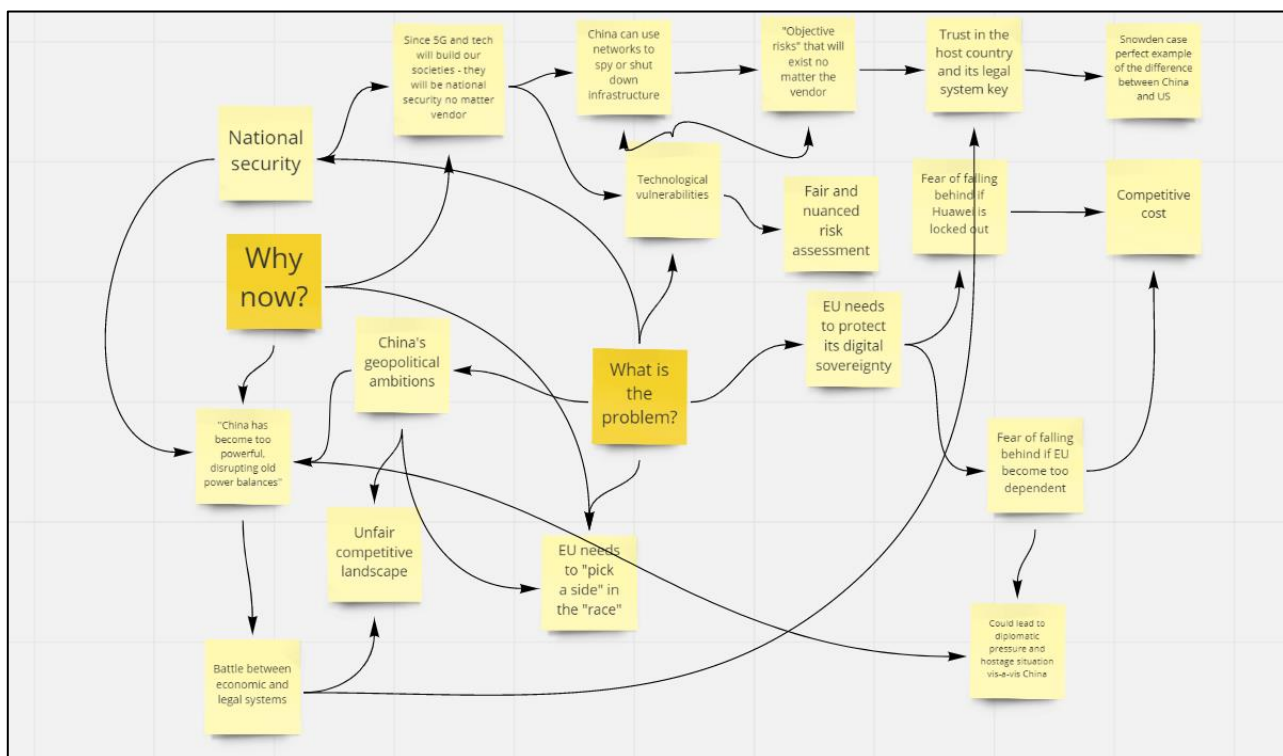 Since 5G and tech
will build our
societies - they
will be national
security no matter
vendor
China can use
networks to
spy or shut
down
infrastructure
"Objective
risks" that will
exist no matter
the vendor
Trust in the
host country
and its legal
system key
Snowden case
perfect example
of the difference
between China
and US
National
security
Technological
vulnerabilities
Fair and
nuanced
risk
assessment
Fear of falling
behind if
Huawei is
locked out
Competitive
cost
Why
now?
China's
geopolitical
ambitions
What is
the
problem?
EU needs
to protect
its digital
sovereignty
"China has
become too
powerful,
disrupting old
power balances"
Unfair
competitive
landscape
EU needs
to "pick
a side" in
the "race"
Fear of falling
behind if EU
become too
dependent
Battle between
economic and
legal systems
Could lead to
diplomatic
pressure and
hostage situation
vis-a-vis China